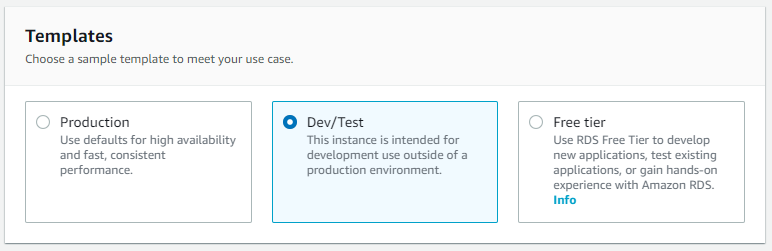 Templates
Choose a sample template to meet your use case.
Production
Use defaults for high availability
and fast, consistent
performance.
Dev/Test
This instance is intended for
development use outside of a
production environment.
Free tier
Use RDS Free Tier to develop
new applications, test existing
applications, or gain hands-on
experience with Amazon RDS.
Info